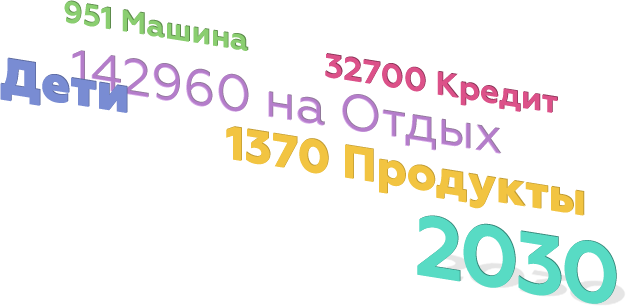 951 Машина
32700 Кредит
142960 на Отдых
Дети
1370 Продукты
2030